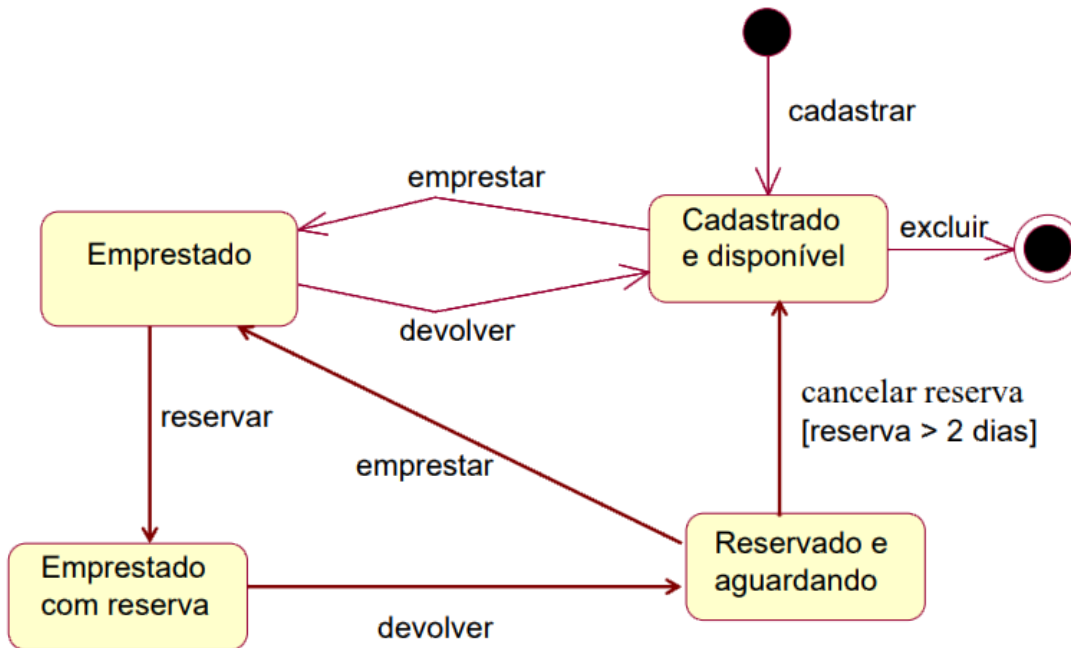 cadastrar
emprestar
Cadastrado
e disponível
excluir
Emprestado
devolver
reservar
cancelar reserva
[reserva > 2 dias]
emprestar
Reservado e
aguardando
Emprestado
com reserva
devolver